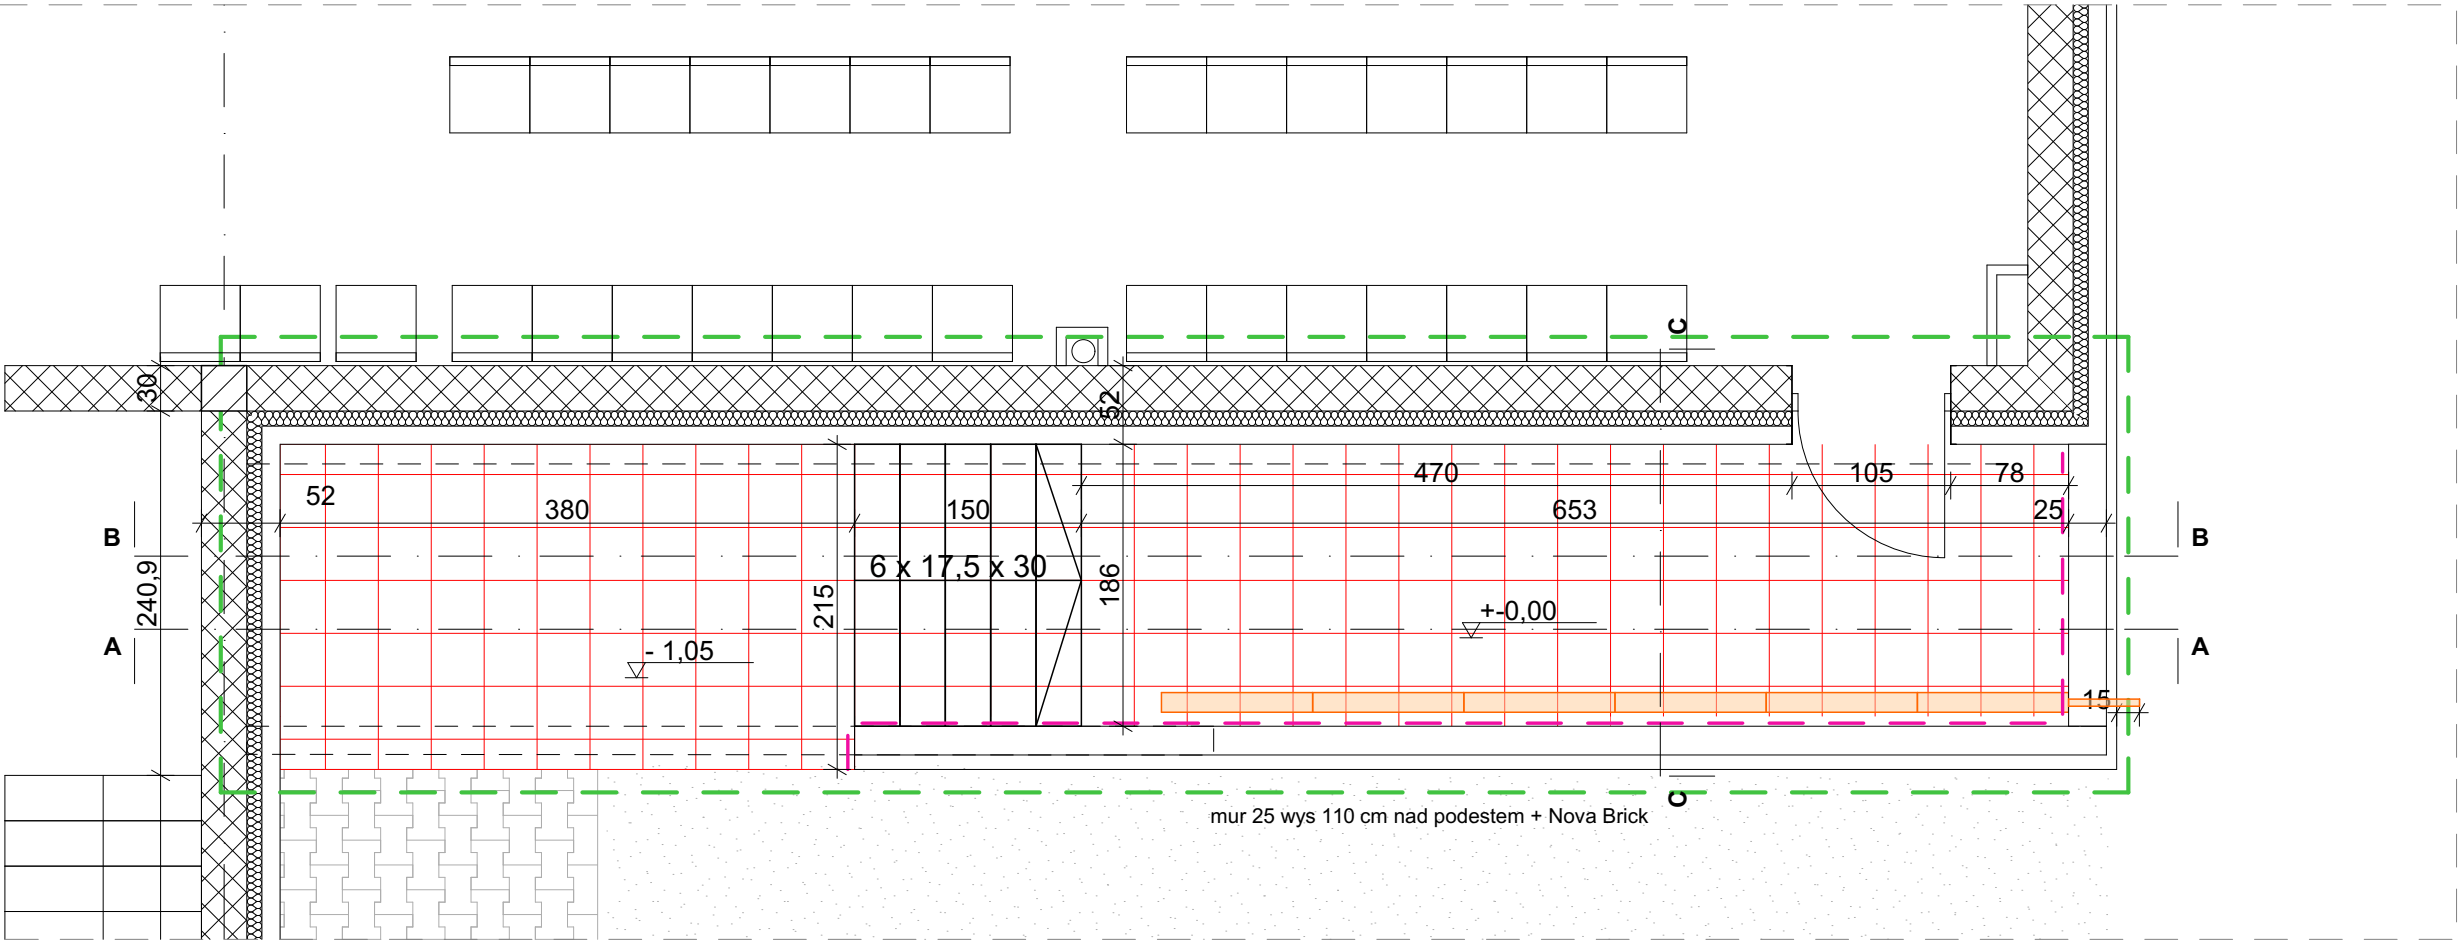 C
30
52
470
105
78
52
380
150
653
25
B
B
6 x 17,5 x 30
240,9
215
186
+-0,00
A
A
- 1,05
15
C
mur 25 wys 110 cm nad podestem + Nova Brick